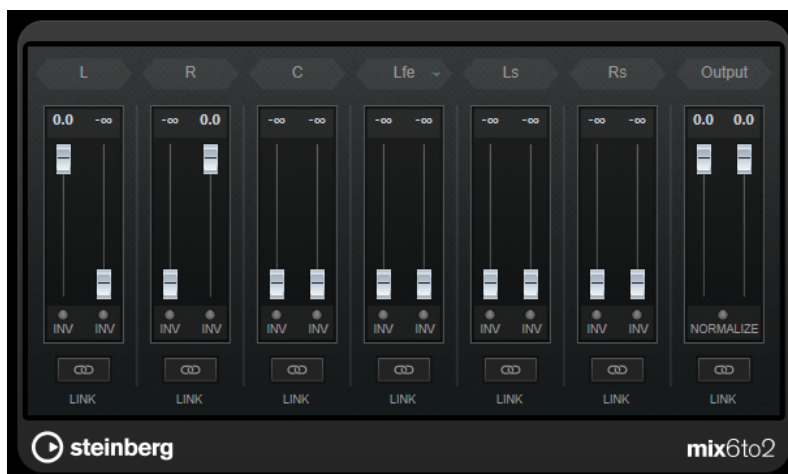 L R C Lfe Ls Rs Output
0.0 -∞ -∞ 0.0 -∞ -∞ -∞ -∞ -∞ -∞ -∞ -∞ 0.0 0.0
INV INV INV INV INV INV INV INV INV INV INV INV NORMALIZE
LINK LINK LINK LINK LINK LINK LINK
steinberg mix6to2